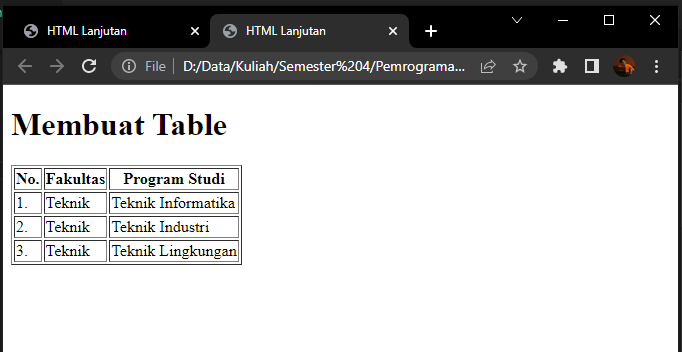 HTML Lanjutan
HTML Lanjutan
File
D:/Data/Kuliah/Semester%204/Pemrograma...
Membuat Table
No. Fakultas Program Studi
1. Teknik Teknik Informatika
2. Teknik Teknik Industri
3. Teknik Teknik Lingkungan